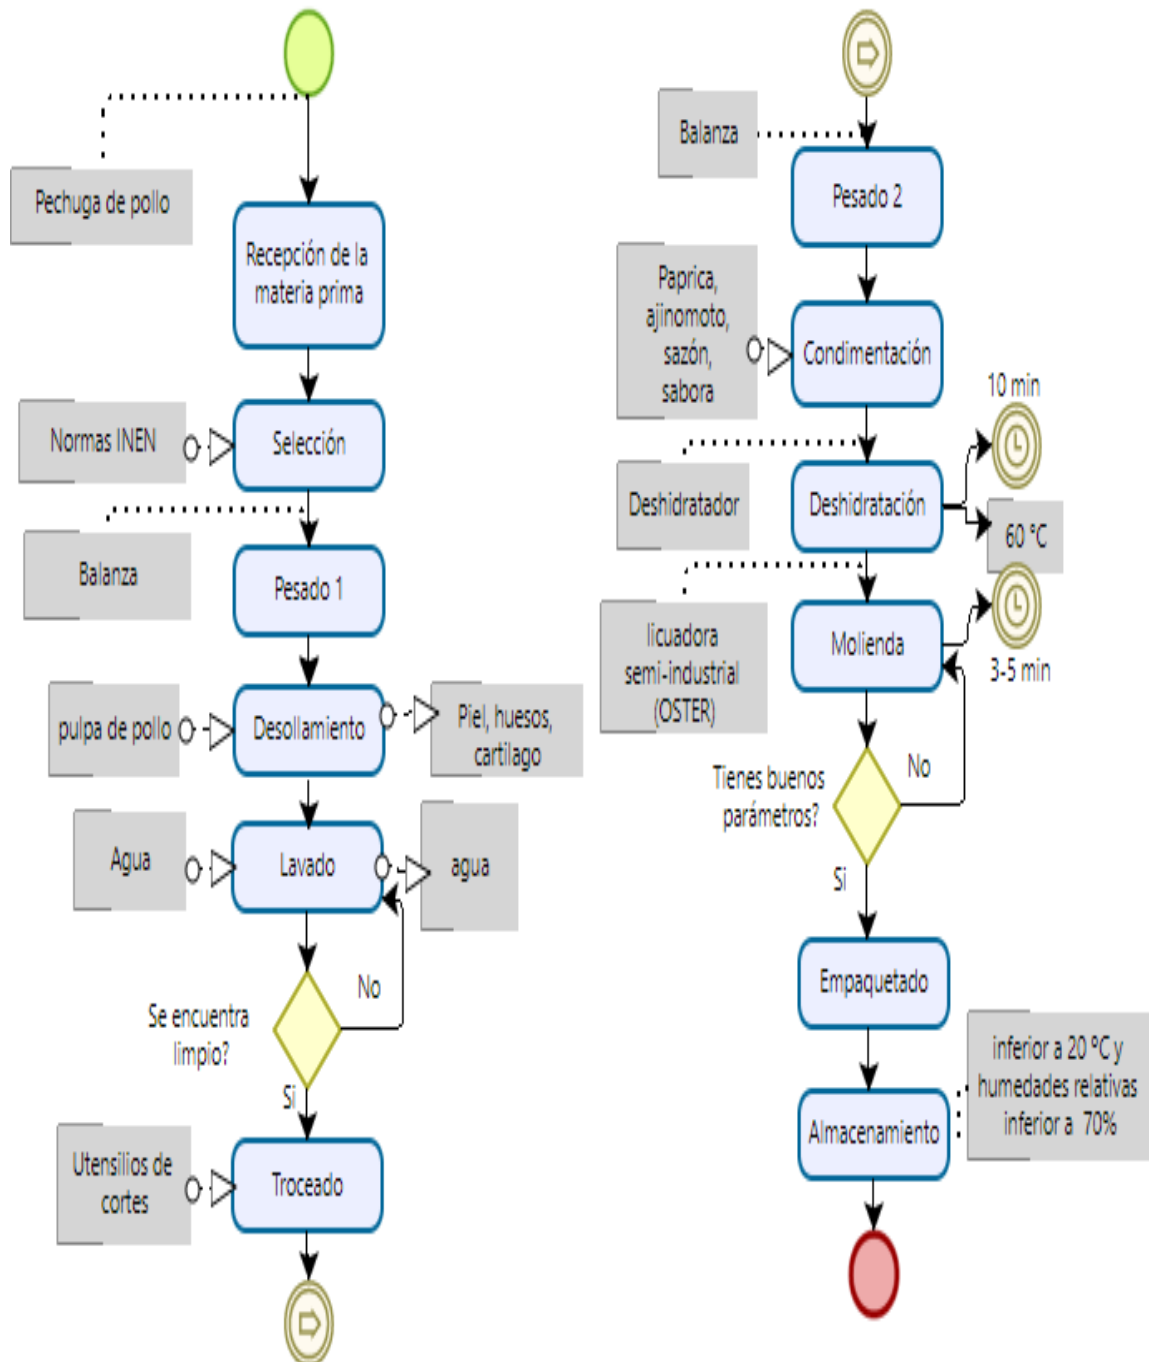 Pechuga de pollo
Recepción de la
materia prima
Normas INEN
Selección
Balanza
Pesado 1
pulpa de pollo
Desollamiento
Piel, huesos,
cartilago
Agua
Lavado
agua
No
Se encuentra
limpio?
Si
Utensilios de
cortes
Troceado
Balanza
Pesado 2
Paprica,
ajinomoto,
sazón,
sabora
Condimentación
10 min
Deshidratador
Deshidratación
60 °C
licuadora
semi-industrial
(OSTER)
Molienda
3-5 min
Tienes buenos
parámetros?
No
Si
Empaquetado
inferior a 20 ºC y
humedades relativas
inferior a 70%
Almacenamiento